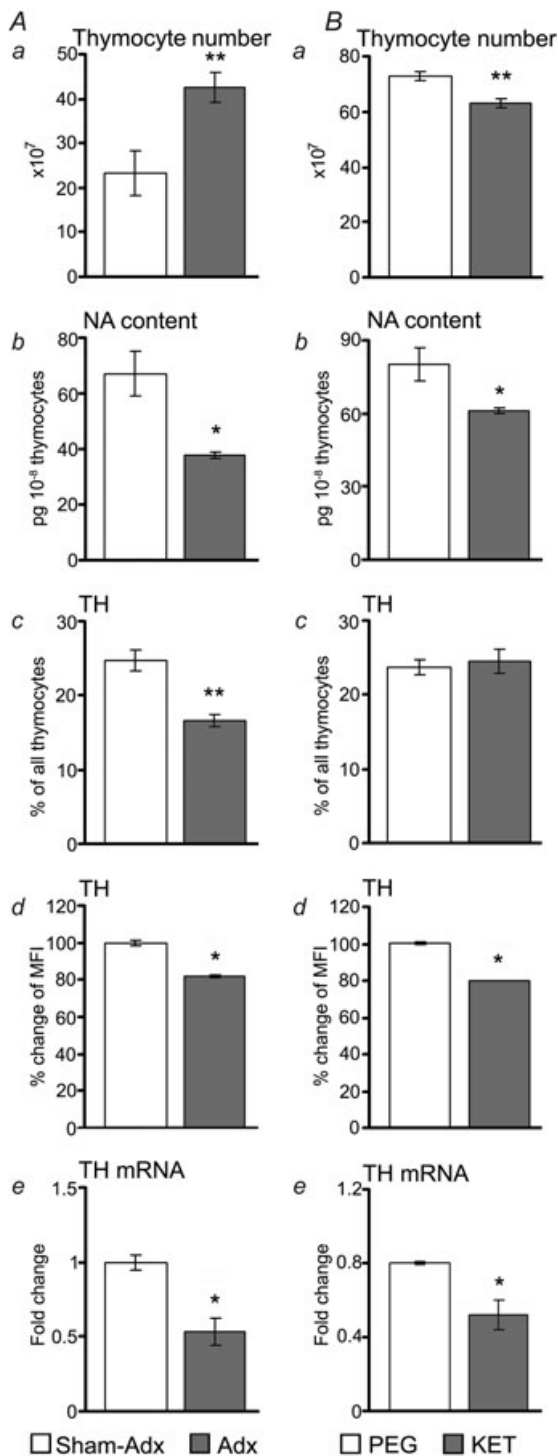 A
Thymocyte number
a
**
50
40
30
20
10
0
x10⁷
B
Thymocyte number
a
**
80
60
40
20
0
x10⁷
NA content
b
*
80
60
40
20
0
pg 10⁻⁸ thymocytes
NA content
b
*
90
60
30
0
pg 10⁻⁸ thymocytes
TH
c
**
30
20
10
0
% of all thymocytes
TH
c
30
20
10
0
% of all thymocytes
TH
d
*
120
100
80
60
40
20
0
% change of MFI
TH
d
*
120
100
80
60
40
20
0
% change of MFI
TH mRNA
e
*
1.5
1
0.5
0
Fold change
TH mRNA
e
*
1.2
0.8
0.4
0
Fold change
Sham-Adx Adx
PEG KET